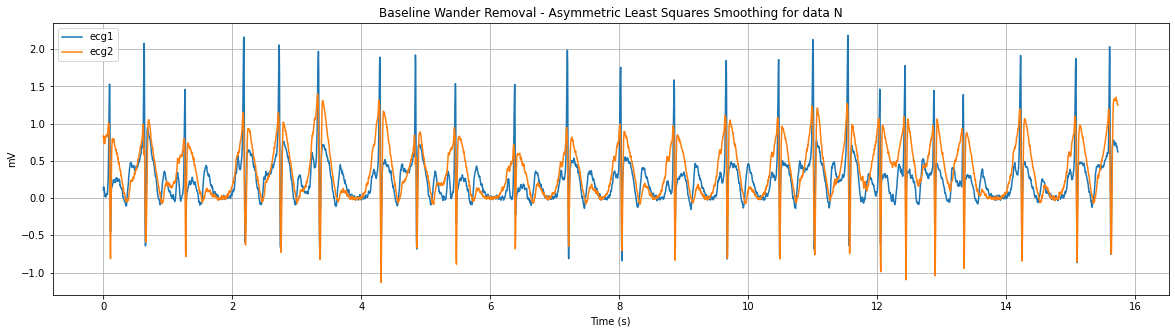 Baseline Wander Removal - Asymmetric Least Squares Smoothing for data N
ecg1
ecg2
2.0
1.5
1.0
0.5
0.0
−0.5
−1.0
mV
0 2 4 6 8 10 12 14 16
Time (s)